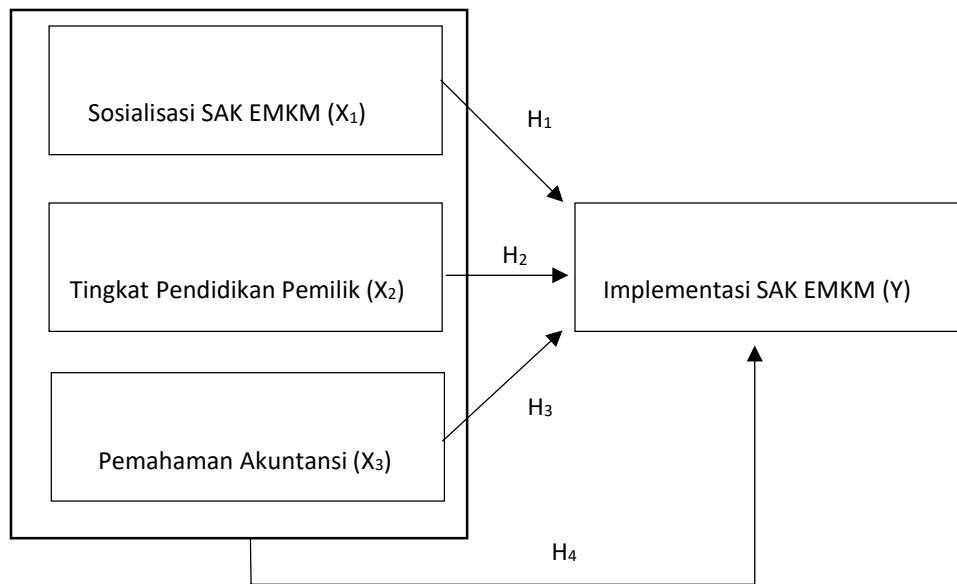 Sosialisasi SAK EMKM (X₁)
H₁
Tingkat Pendidikan Pemilik (X₂)
H₂
Implementasi SAK EMKM (Y)
H₃
Pemahaman Akuntansi (X₃)
H₄